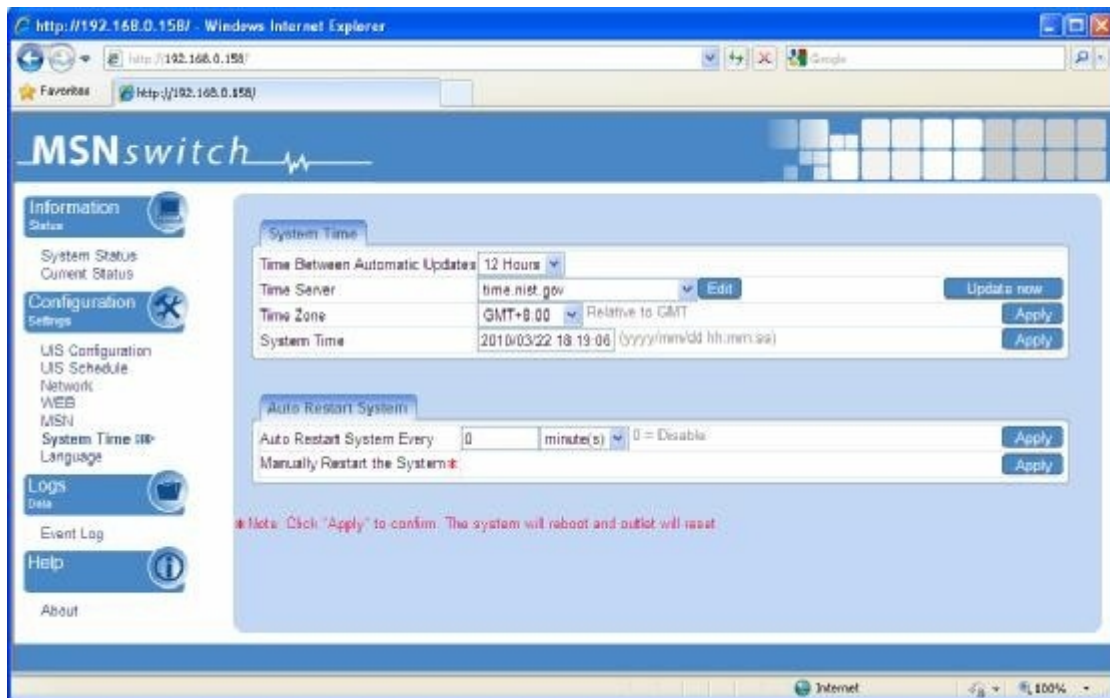 http://192.168.0.158/ - Windows Internet Explorer
http://192.168.0.158/
Google
Favorites
http://192.168.0.158/
MSNswitch
Information
Status
System Status
Current Status
Configuration
Settings
UIS Configuration
UIS Schedule
Network
WEB
MSN
System Time
Language
Logs
Data
Event Log
Help
About
System Time
Time Between Automatic Updates 12 Hours
Time Server time.nist.gov Edit Update now
Time Zone GMT+8:00 Relative to GMT Apply
System Time 2010/03/22 18:19:06 (yyyy/mm/dd hh:mm:ss) Apply
Auto Restart System
Auto Restart System Every 0 minute(s) 0 = Disable Apply
Manually Restart the System* Apply
*Note: Click "Apply" to confirm. The system will reboot and outlet will reset
Internet 100%